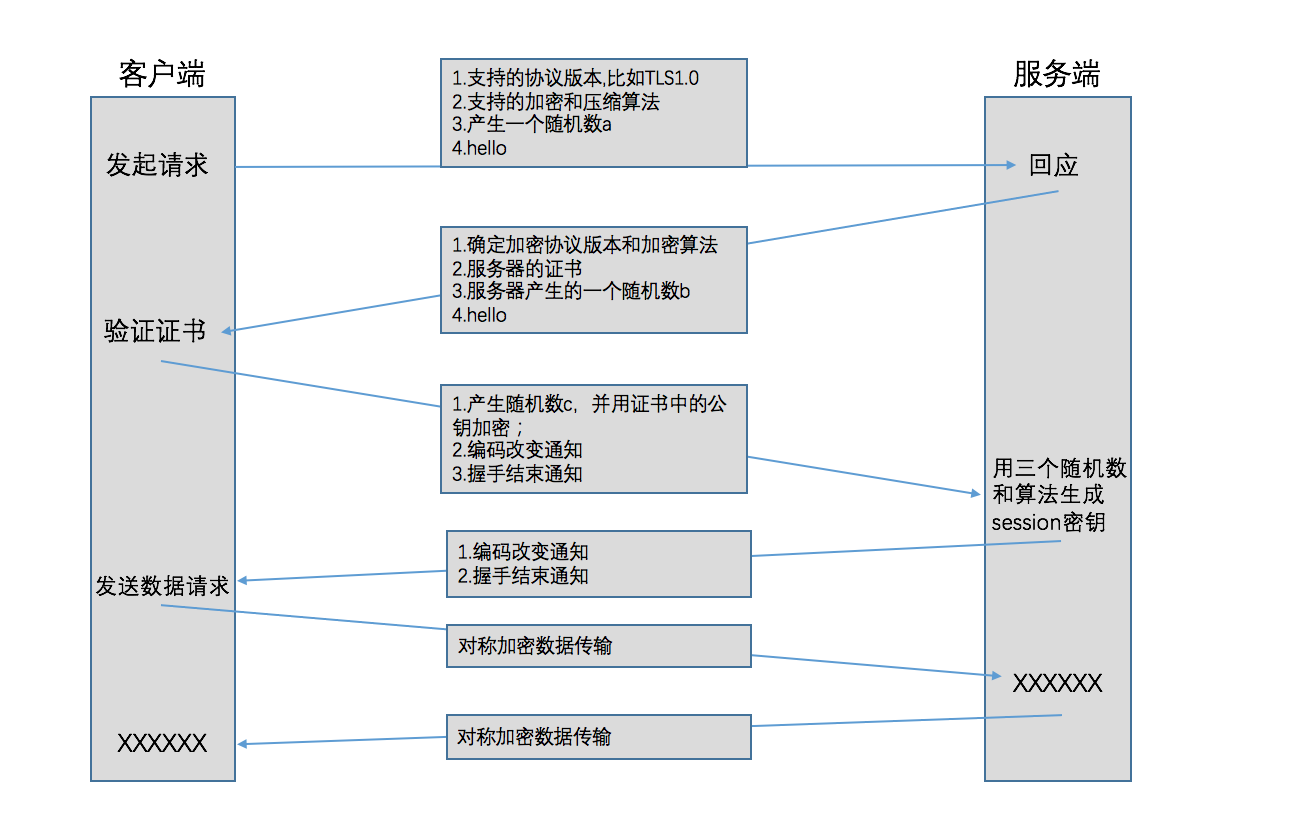 客户端
服务端
1.支持的协议版本,比如TLS1.0
2.支持的加密和压缩算法
3.产生一个随机数a
4.hello
发起请求
回应
1.确定加密协议版本和加密算法
2.服务器的证书
3.服务器产生的一个随机数b
4.hello
验证证书
1.产生随机数c，并用证书中的公
钥加密；
2.编码改变通知
3.握手结束通知
用三个随机数
和算法生成
session密钥
1.编码改变通知
2.握手结束通知
发送数据请求
对称加密数据传输
XXXXXX
对称加密数据传输
XXXXXX